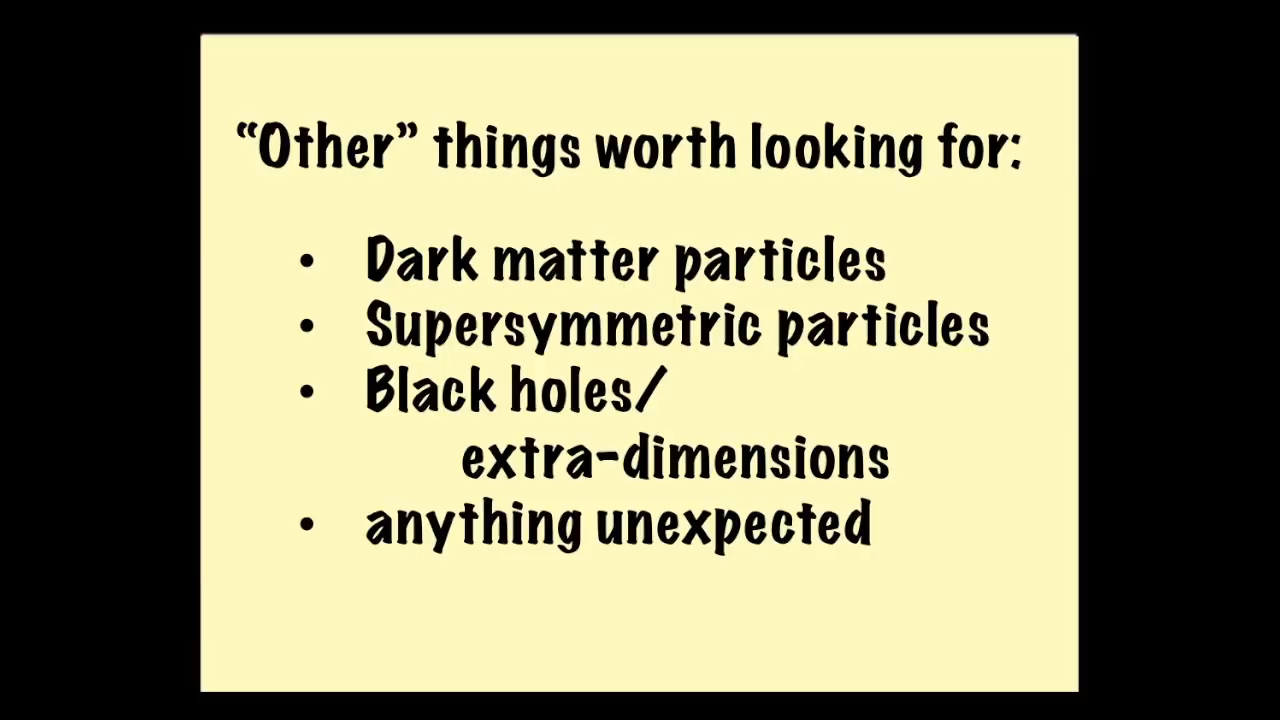 “Other” things worth looking for:
• Dark matter particles
• Supersymmetric particles
• Black holes/
extra-dimensions
• anything unexpected